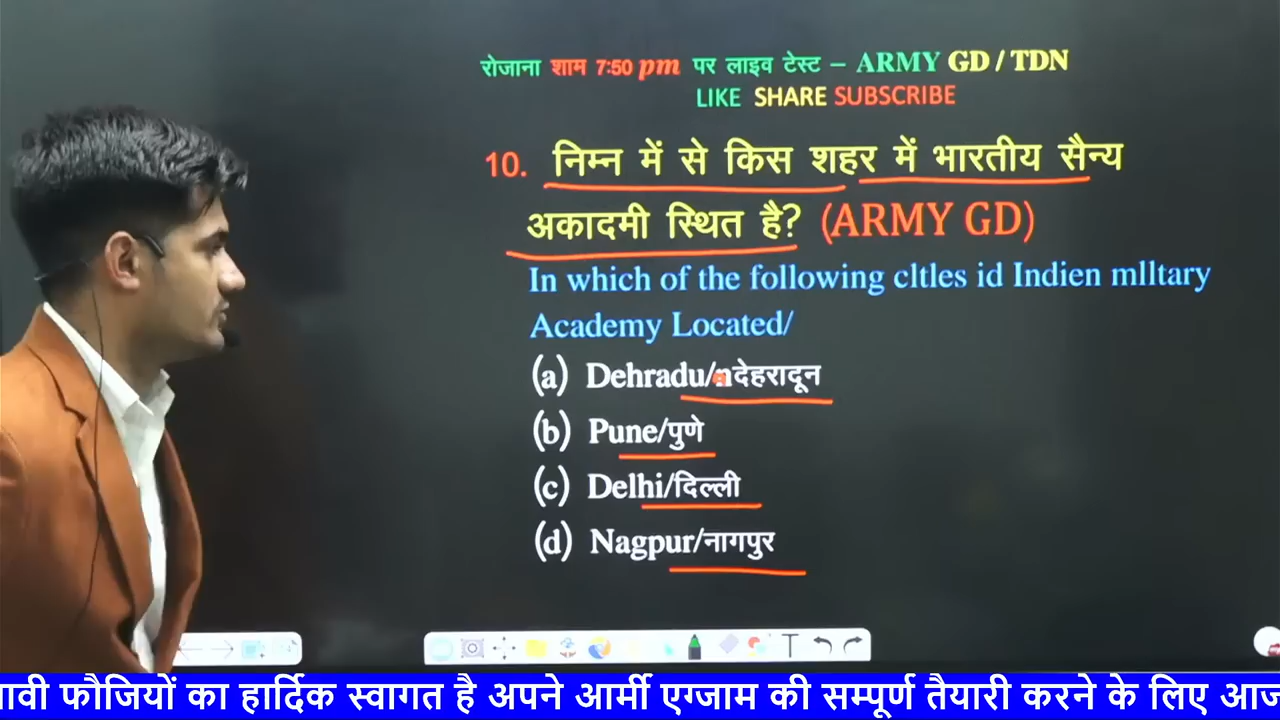 रोजाना शाम 7:50 pm पर लाइव टेस्ट – ARMY GD / TDN
LIKE SHARE SUBSCRIBE
10. निम्न में से किस शहर में भारतीय सैन्य
अकादमी स्थित है? (ARMY GD)
In which of the following cltles id Indien mlltary
Academy Located/
(a) Dehradu/nदेहरादून
(b) Pune/पुणे
(c) Delhi/दिल्ली
(d) Nagpur/नागपुर
T
फौजियों का हार्दिक स्वागत है अपने आर्मी एग्जाम की सम्पूर्ण तैयारी करने के लिए